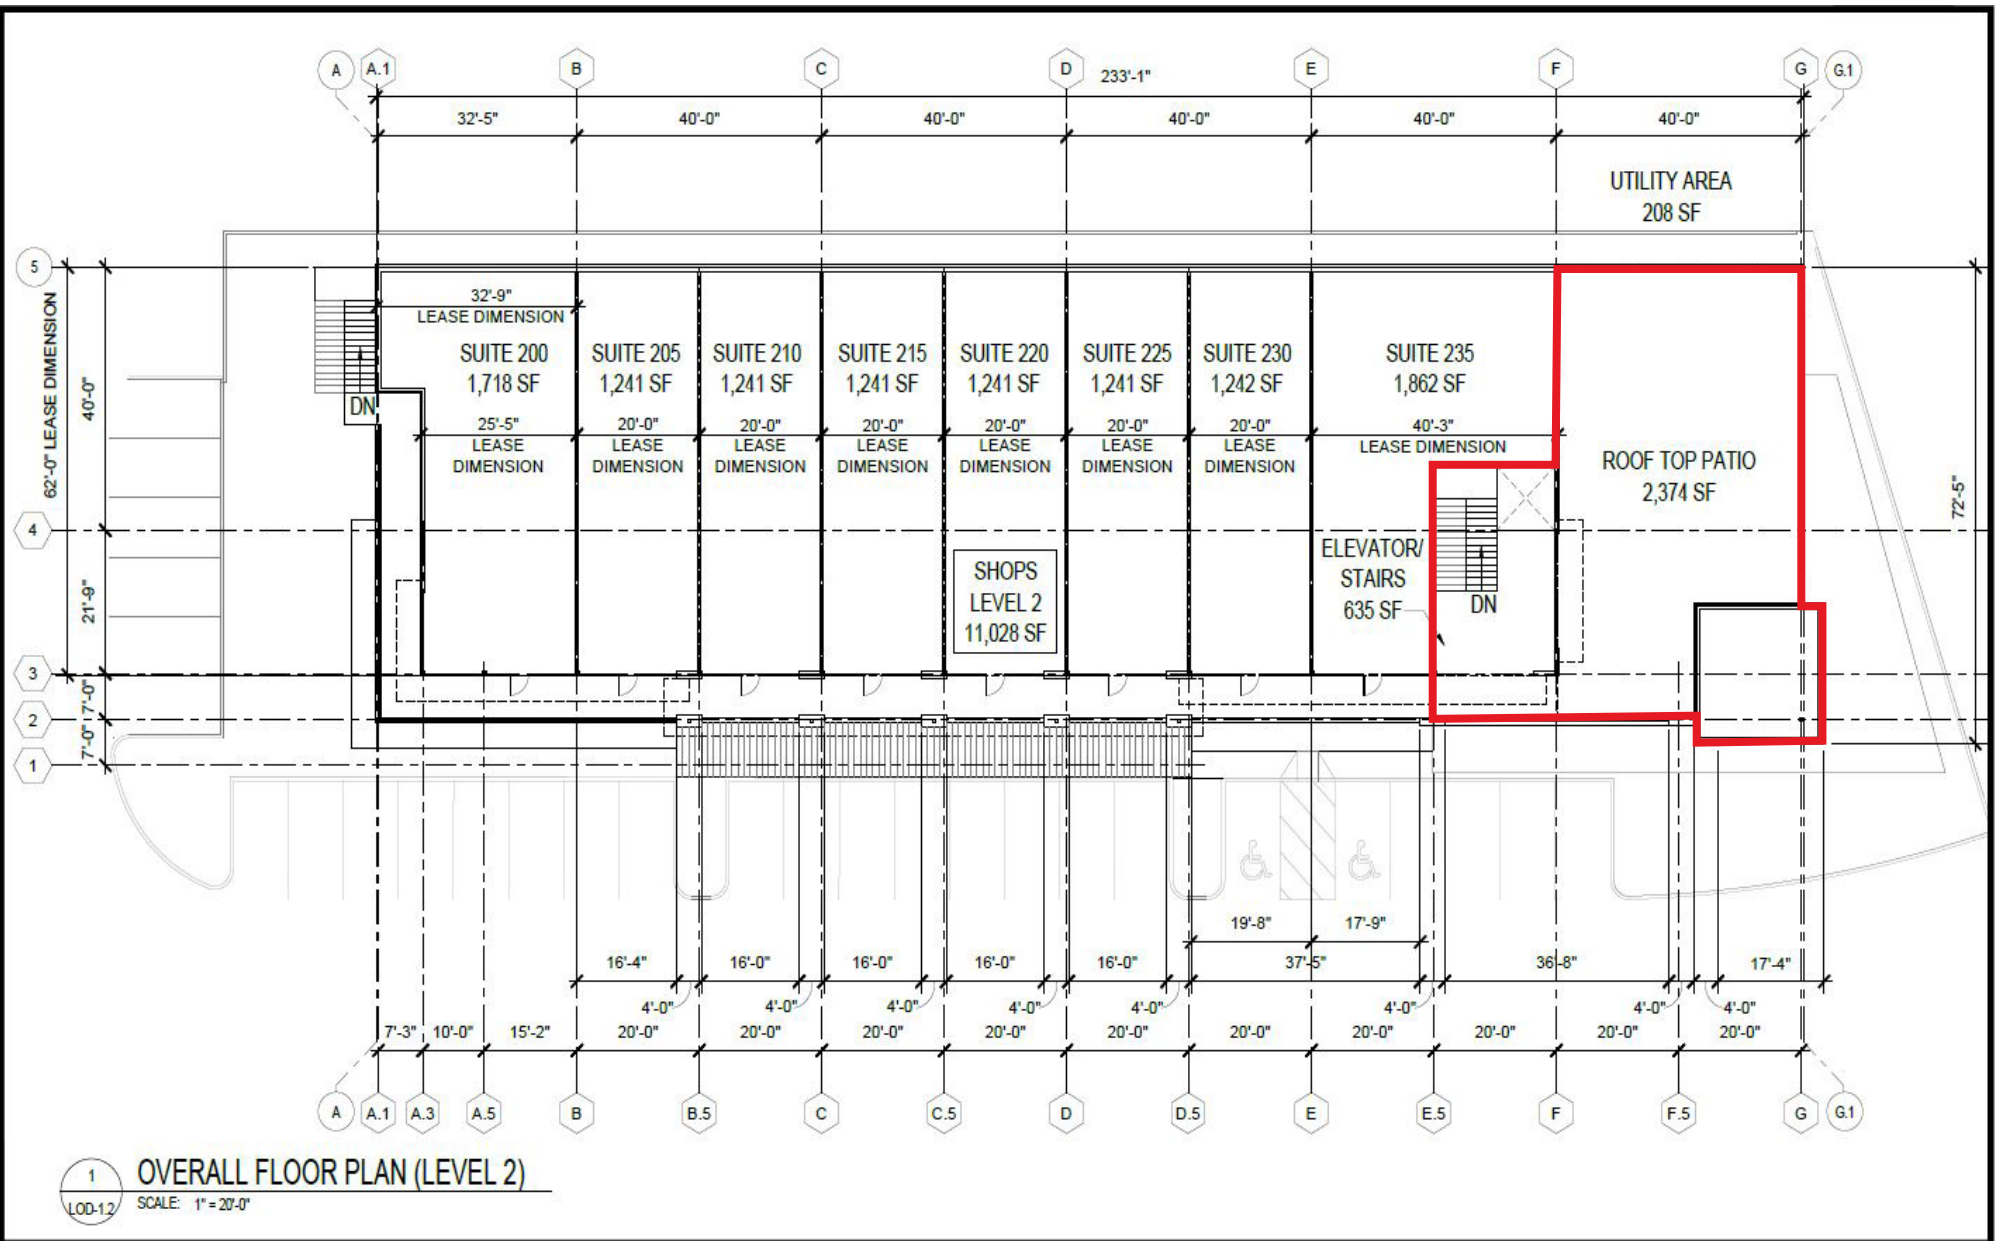 A
A.1
B
C
D
233'-1"
E
F
G
G.1
32'-5"
40'-0"
40'-0"
40'-0"
40'-0"
40'-0"
UTILITY AREA
208 SF
5
4
3
2
1
62'-0" LEASE DIMENSION
40'-0"
21'-9"
7'-0"
7'-0"
72'-5"
DN
32'-9"
LEASE DIMENSION
SUITE 200
1,718 SF
25'-5"
LEASE
DIMENSION
SUITE 205
1,241 SF
20'-0"
LEASE
DIMENSION
SUITE 210
1,241 SF
20'-0"
LEASE
DIMENSION
SUITE 215
1,241 SF
20'-0"
LEASE
DIMENSION
SUITE 220
1,241 SF
20'-0"
LEASE
DIMENSION
SUITE 225
1,241 SF
20'-0"
LEASE
DIMENSION
SUITE 230
1,242 SF
20'-0"
LEASE
DIMENSION
SUITE 235
1,862 SF
40'-3"
LEASE DIMENSION
ROOF TOP PATIO
2,374 SF
SHOPS
LEVEL 2
11,028 SF
ELEVATOR/
STAIRS
635 SF
DN
19'-8"
17'-9"
16'-4"
16'-0"
16'-0"
16'-0"
16'-0"
37'-5"
36'-8"
17'-4"
4'-0"
4'-0"
4'-0"
4'-0"
4'-0"
4'-0"
4'-0"
4'-0"
7'-3"
10'-0"
15'-2"
20'-0"
20'-0"
20'-0"
20'-0"
20'-0"
20'-0"
20'-0"
20'-0"
20'-0"
20'-0"
A
A.1
A.3
A.5
B
B.5
C
C.5
D
D.5
E
E.5
F
F.5
G
G.1
1
LOD-1.2
OVERALL FLOOR PLAN (LEVEL 2)
SCALE: 1" = 20'-0"